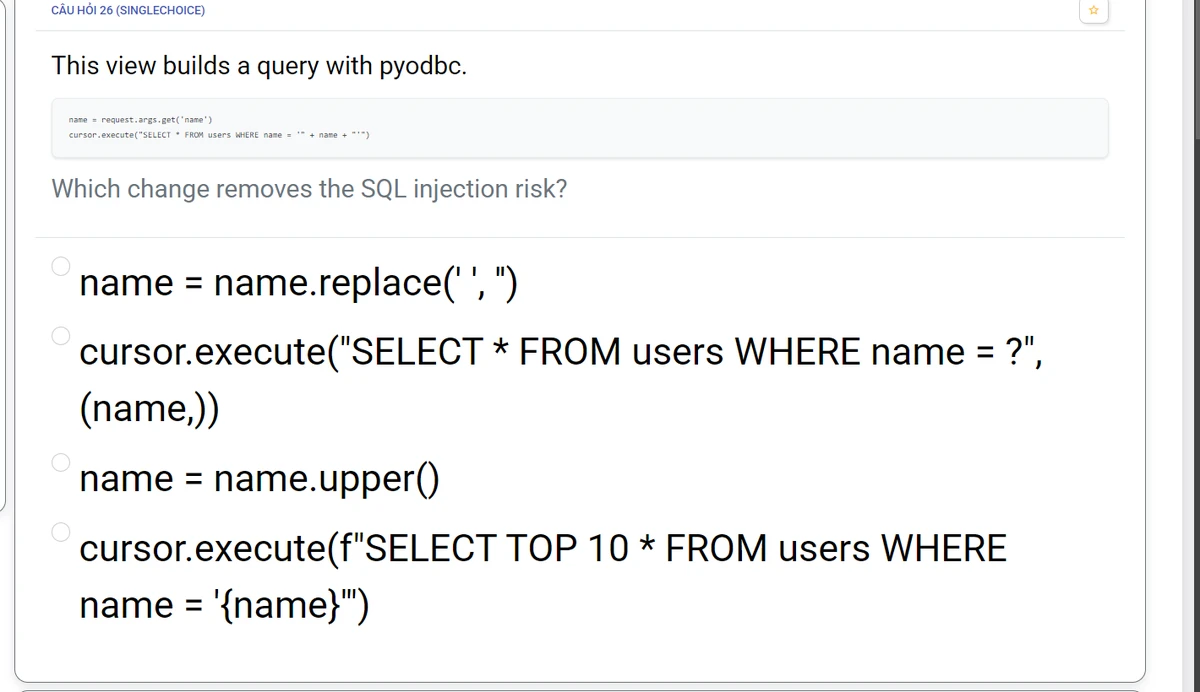 CÂU HỎI 26 (SINGLECHOICE)
This view builds a query with pyodbc.
name = request.args.get('name')
cursor.execute("SELECT * FROM users WHERE name = '" + name + "'")
Which change removes the SQL injection risk?
name = name.replace(' ', '')
cursor.execute("SELECT * FROM users WHERE name = ?",
(name,))
name = name.upper()
cursor.execute(f"SELECT TOP 10 * FROM users WHERE
name = '{name}'")